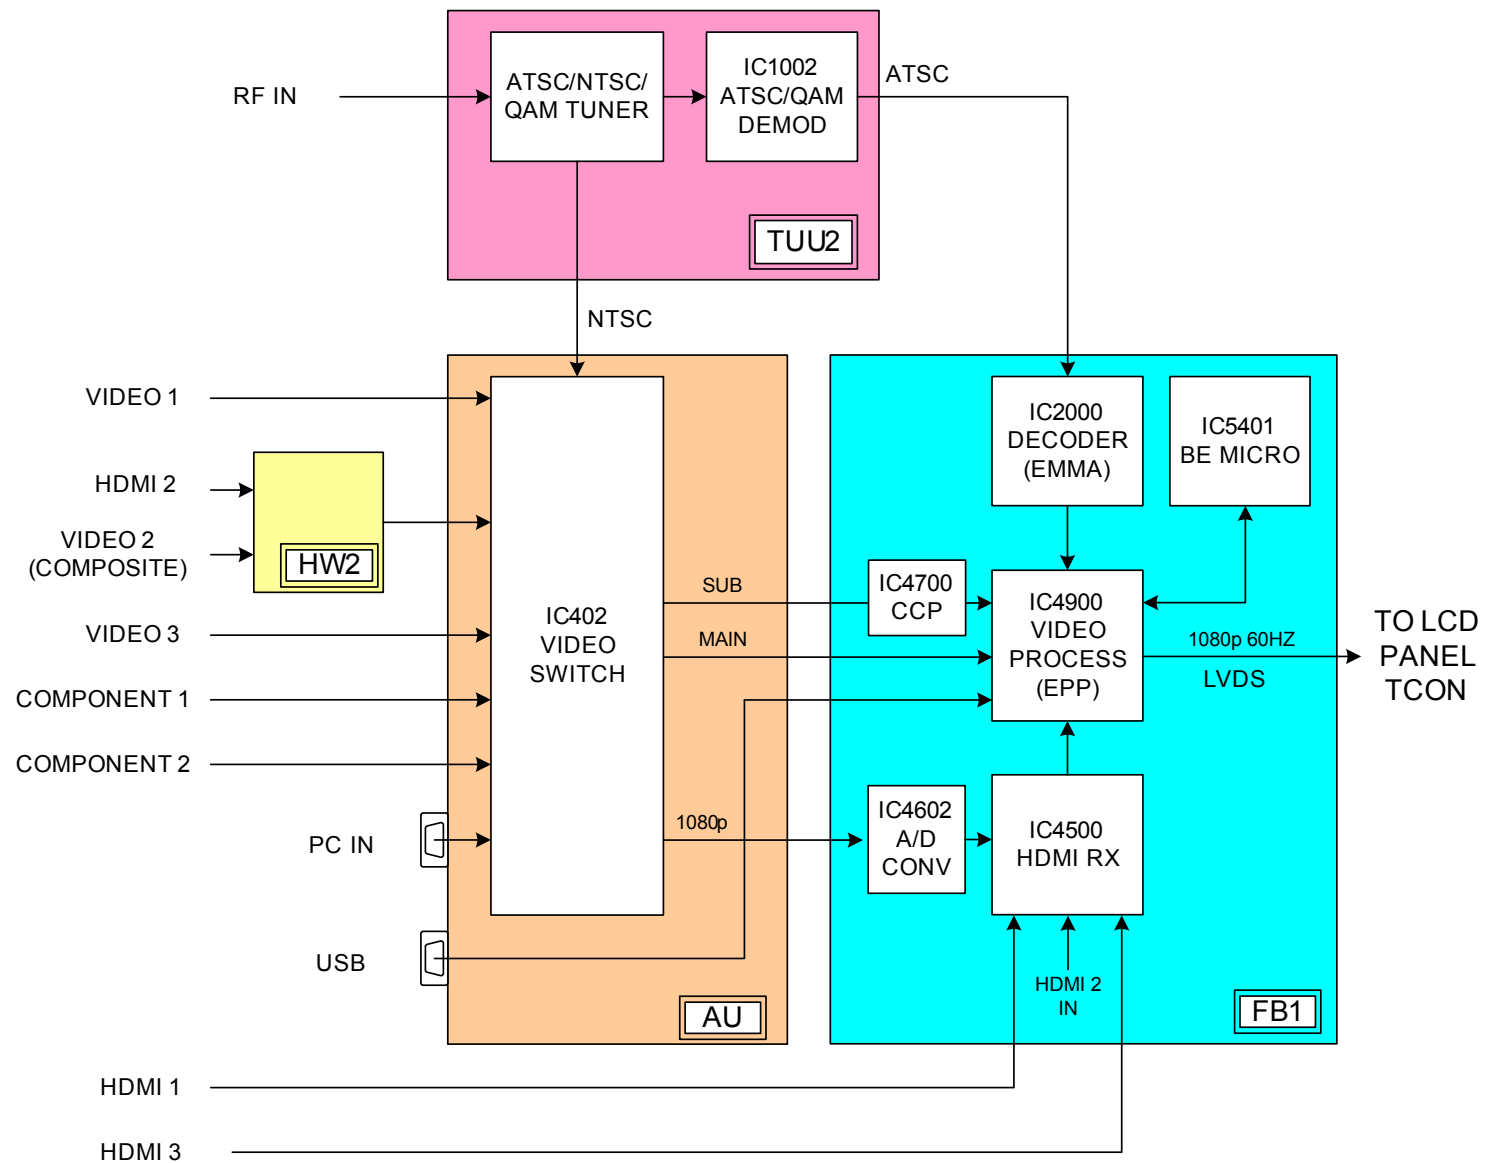 RF IN
ATSC/NTSC/
QAM TUNER
IC1002
ATSC/QAM
DEMOD
ATSC
TUU2
NTSC
VIDEO 1
HDMI 2
VIDEO 2
(COMPOSITE)
HW2
VIDEO 3
COMPONENT 1
COMPONENT 2
PC IN
USB
IC402
VIDEO
SWITCH
SUB
MAIN
1080p
AU
IC2000
DECODER
(EMMA)
IC5401
BE MICRO
IC4700
CCP
IC4900
VIDEO
PROCESS
(EPP)
1080p 60HZ
LVDS
TO LCD
PANEL
TCON
IC4602
A/D
CONV
IC4500
HDMI RX
HDMI 2
IN
FB1
HDMI 1
HDMI 3